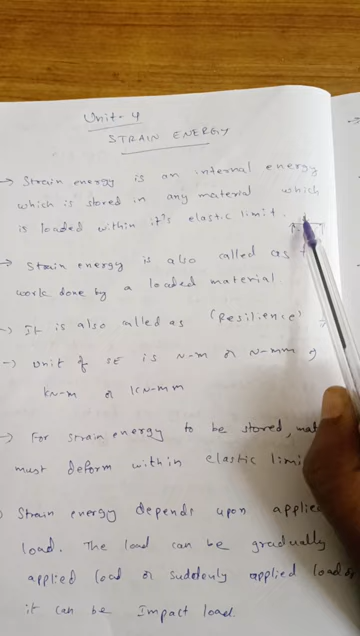 Unit-4
STRAIN ENERGY
→ Strain energy is an internal energy
which is stored in any material which
is loaded within it's elastic limit.
→ Strain energy is also called as
work done by a loaded material.
→ It is also called as (Resilience)
→ Unit of SE is N-m or N-mm or
kN-m or kN-mm
→ For strain energy to be stored,
must deform within elastic limit
Strain energy depends upon applied
load. The load can be gradually
applied load or suddenly applied load or
it can be Impact load.